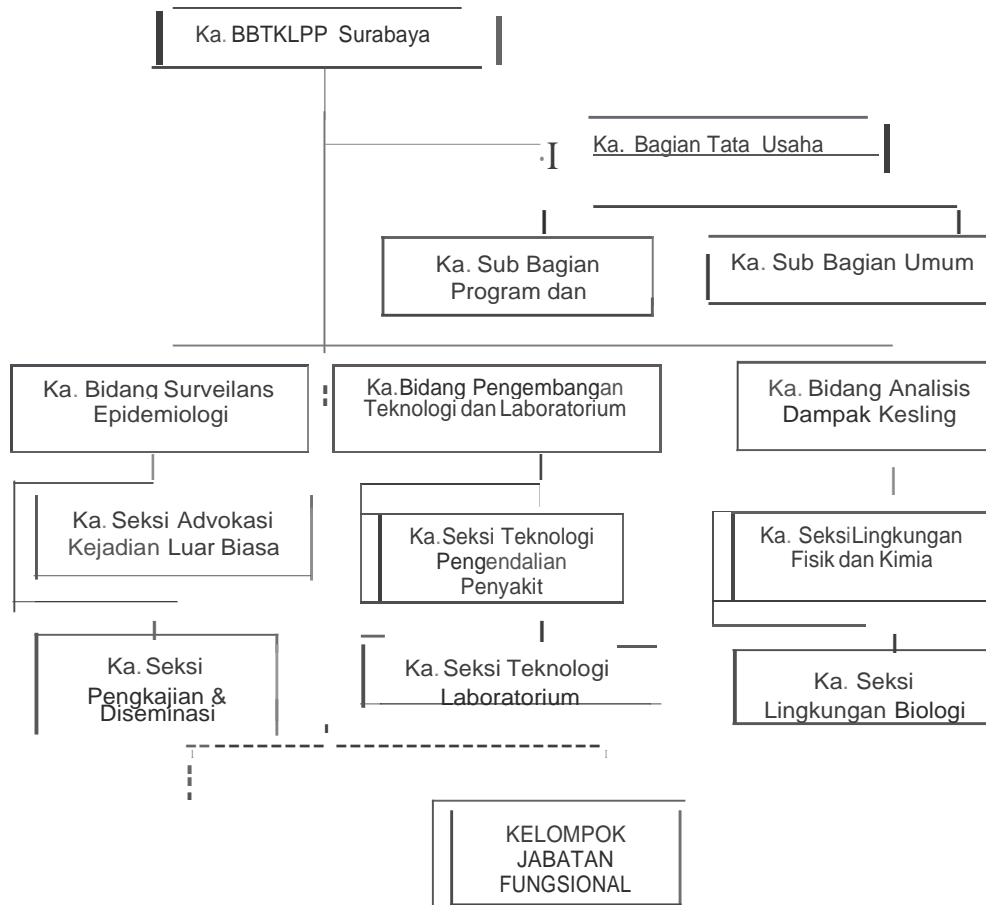 Ka. BBTKLPP Surabaya
Ka. Bagian Tata Usaha
Ka. Sub Bagian
Program dan
Ka. Sub Bagian Umum
Ka. Bidang Surveilans
Epidemiologi
Ka.Bidang Pengembangan
Teknologi dan Laboratorium
Ka. Bidang Analisis
Dampak Kesling
Ka. Seksi Advokasi
Kejadian Luar Biasa
Ka.Seksi Teknologi
Pengendalian
Penyakit
Ka. SeksiLingkungan
Fisik dan Kimia
Ka. Seksi
Pengkajian &
Diseminasi
Ka. Seksi Teknologi
Laboratorium
Ka. Seksi
Lingkungan Biologi
KELOMPOK
JABATAN
FUNGSIONAL